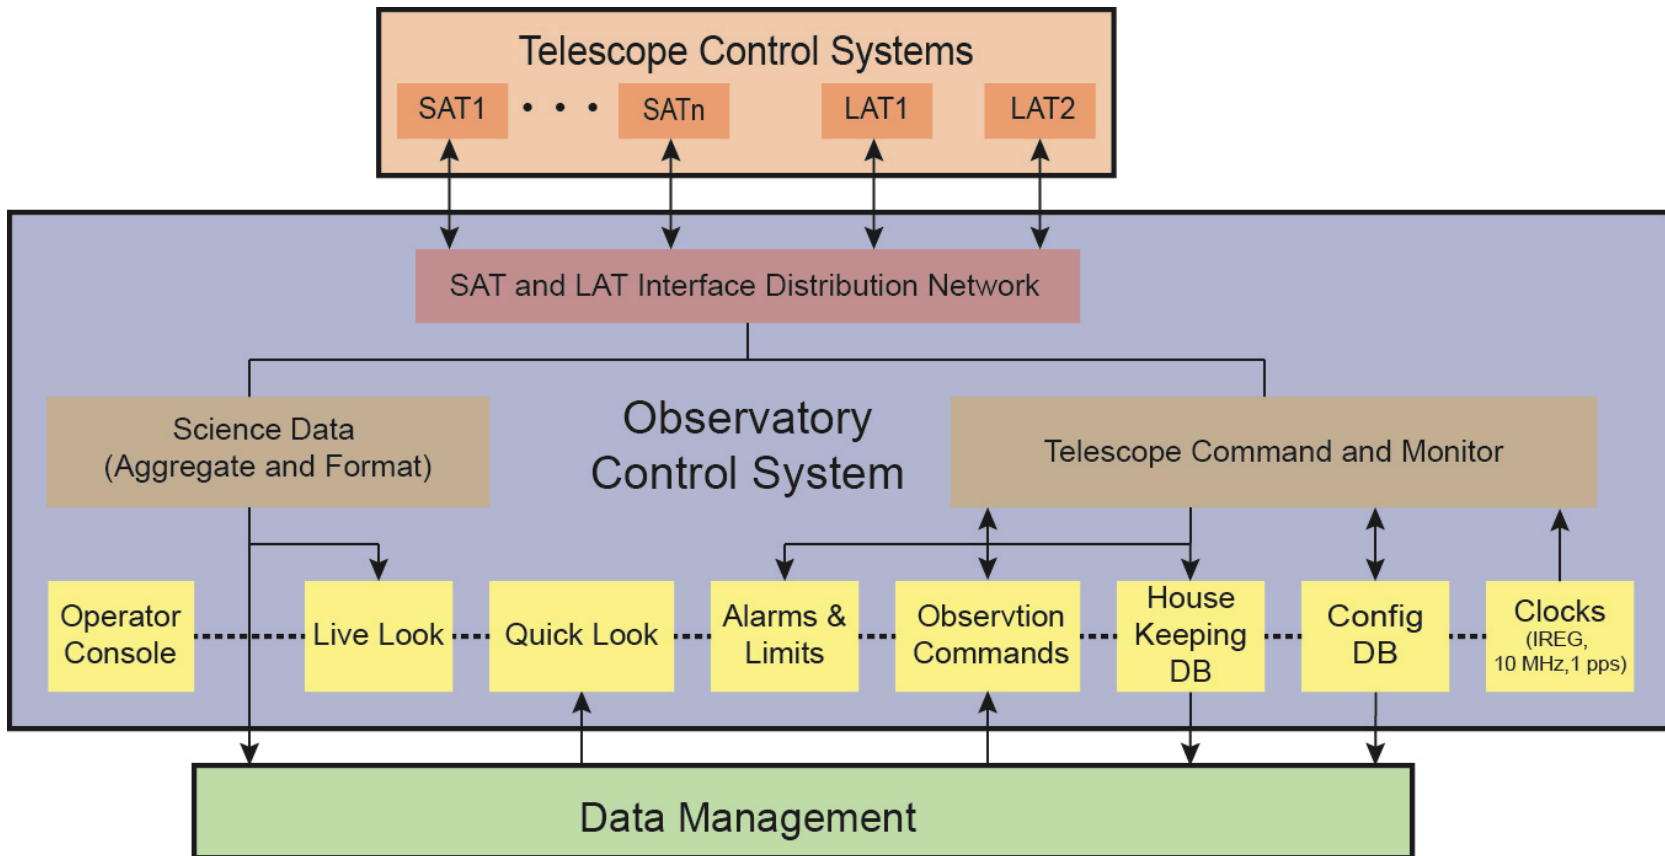 Telescope Control Systems
SAT1 • • • SATn LAT1 LAT2
SAT and LAT Interface Distribution Network
Science Data
(Aggregate and Format)
Observatory
Control System
Telescope Command and Monitor
Operator
Console
Live Look
Quick Look
Alarms &
Limits
Observtion
Commands
House
Keeping
DB
Config
DB
Clocks
(IREG,
10 MHz,1 pps)
Data Management